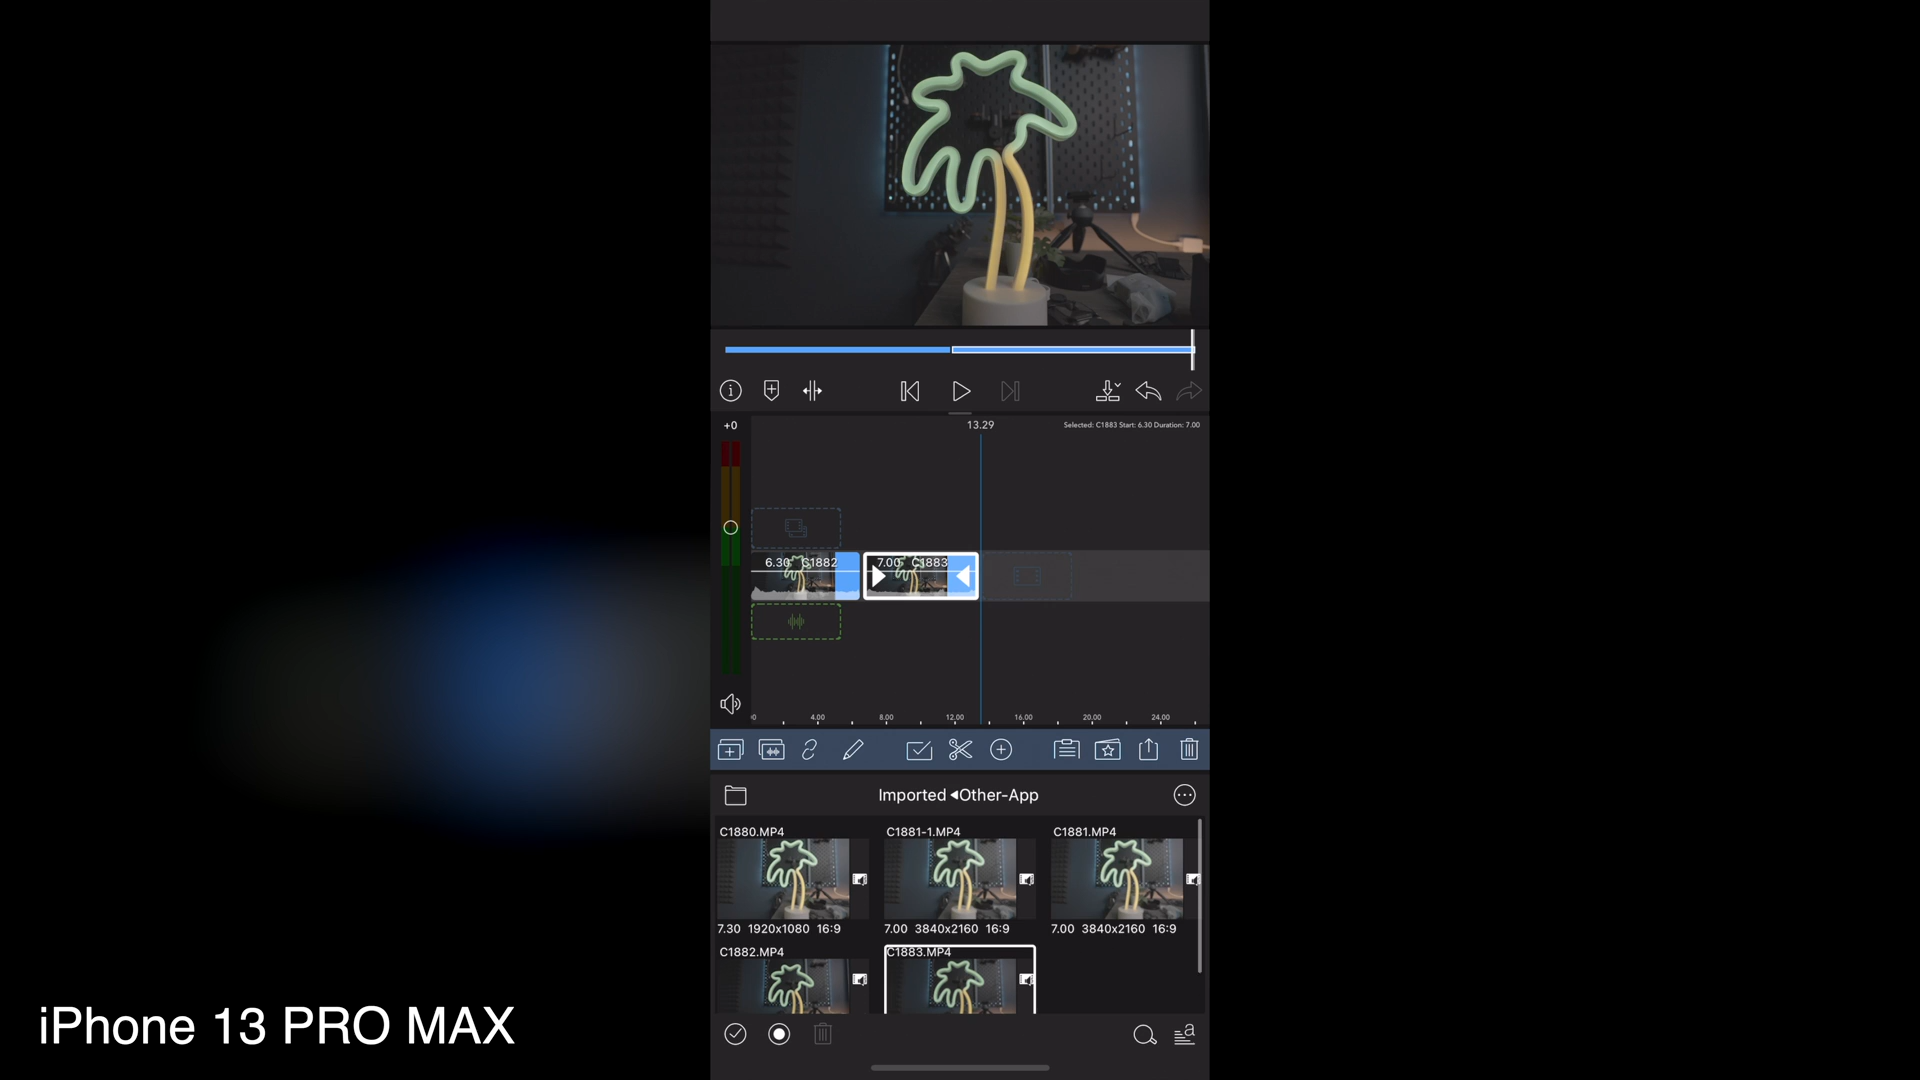 +0
13.29
Selected: C1883 Start: 6.30 Duration: 7.00
6.30 C1882
7.00 C1883
00 4.00 8.00 12.00 16.00 20.00 24.00
Imported ◂Other-App
C1880.MP4 C1881-1.MP4 C1881.MP4
7.30 1920x1080 16:9 7.00 3840x2160 16:9 7.00 3840x2160 16:9
C1882.MP4 C1883.MP4
iPhone 13 PRO MAX